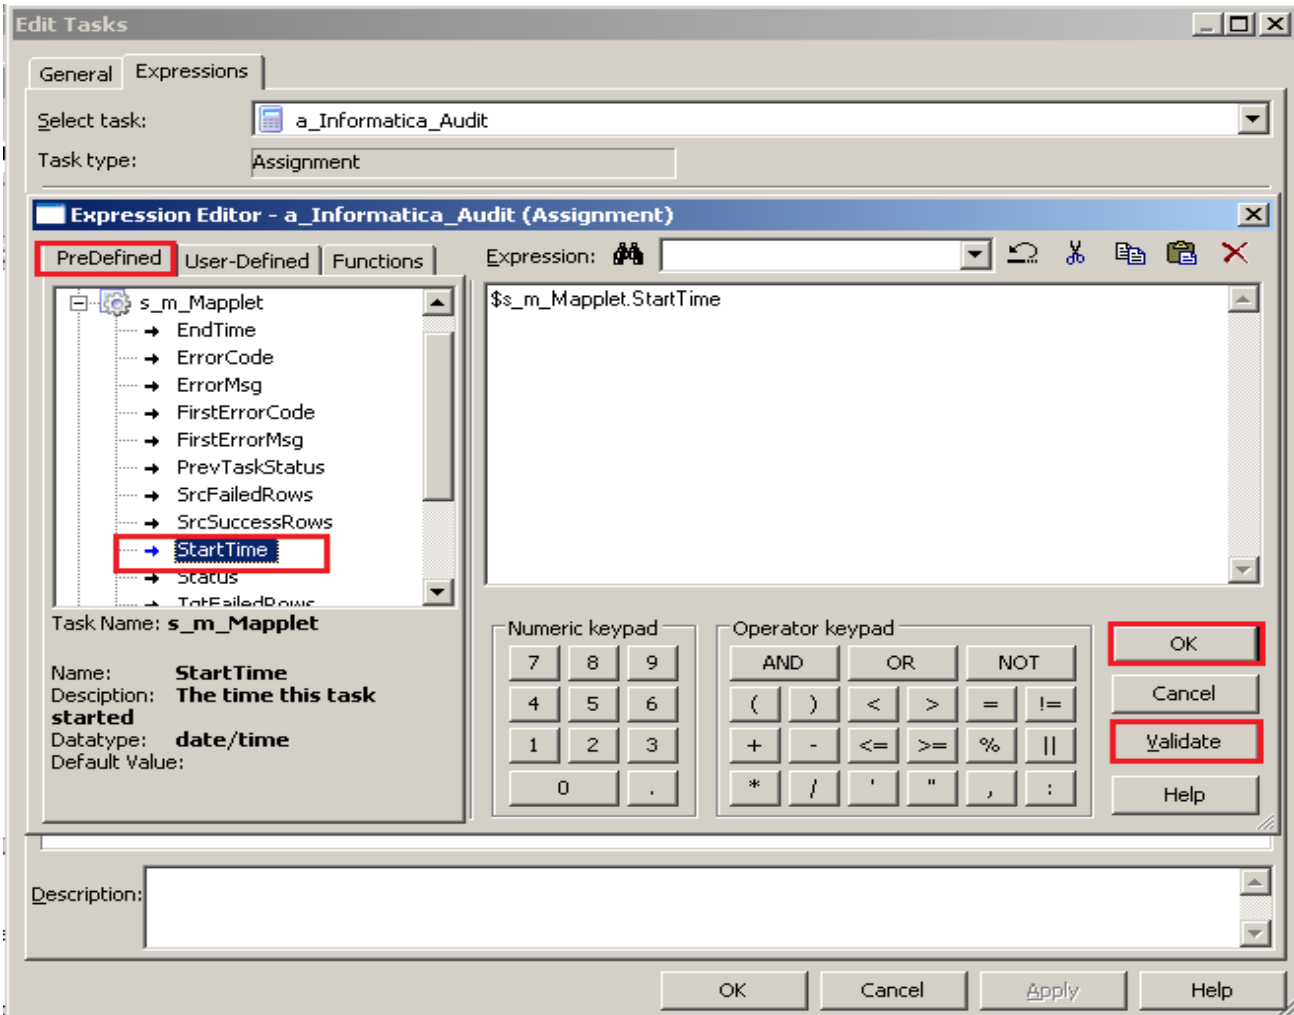 Edit Tasks
General Expressions
Select task: a_Informatica_Audit
Task type: Assignment
Expression Editor - a_Informatica_Audit (Assignment)
PreDefined User-Defined Functions Expression:
s_m_Mapplet
EndTime
ErrorCode
ErrorMsg
FirstErrorCode
FirstErrorMsg
PrevTaskStatus
SrcFailedRows
SrcSuccessRows
StartTime
Status
TgtFailedRows
$s_m_Mapplet.StartTime
Task Name: s_m_Mapplet
Name: StartTime
Desciption: The time this task
started
Datatype: date/time
Default Value:
Numeric keypad
7 8 9
4 5 6
1 2 3
0 .
Operator keypad
AND OR NOT
( ) < > = !=
+ - <= >= % ||
* / ' " , :
OK
Cancel
Validate
Help
Description:
OK Cancel Apply Help